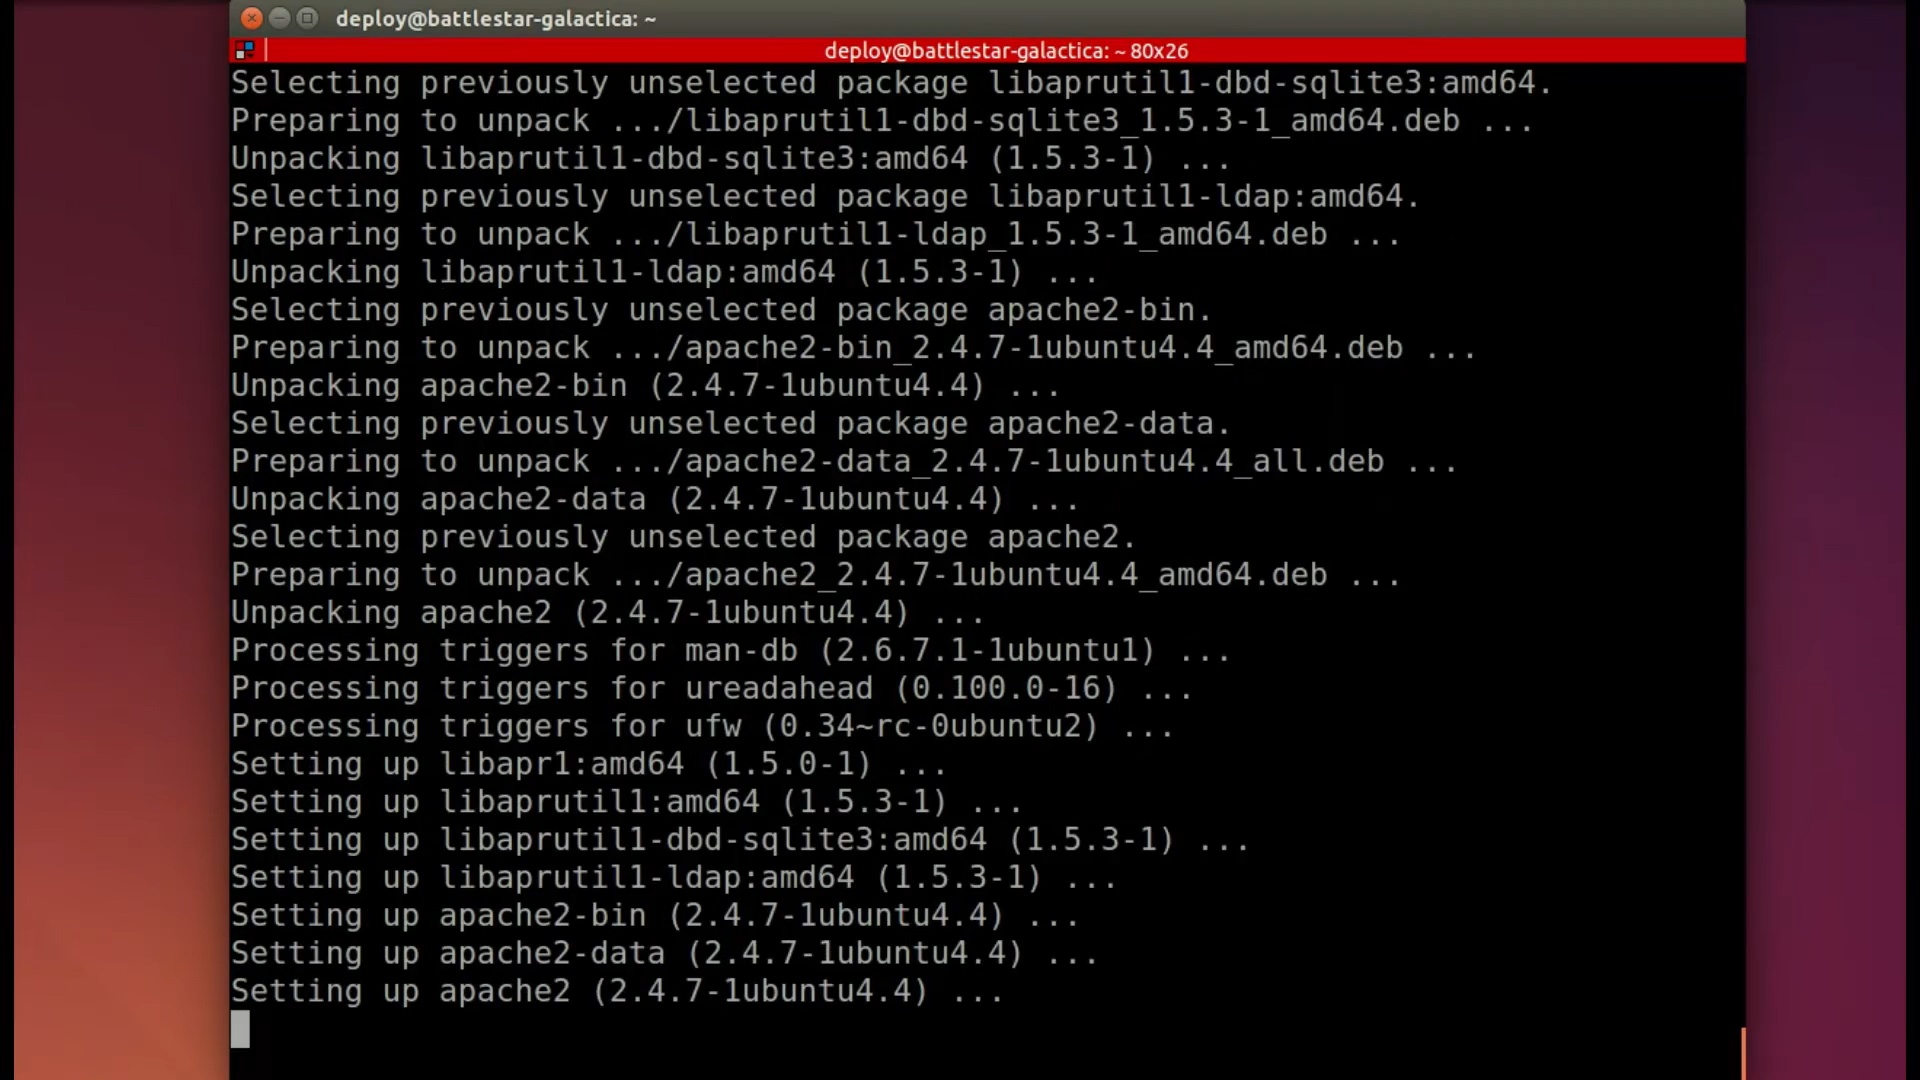 deploy@battlestar-galactica: ~
deploy@battlestar-galactica: ~ 80x26
Selecting previously unselected package libaprutil1-dbd-sqlite3:amd64.
Preparing to unpack .../libaprutil1-dbd-sqlite3_1.5.3-1_amd64.deb ...
Unpacking libaprutil1-dbd-sqlite3:amd64 (1.5.3-1) ...
Selecting previously unselected package libaprutil1-ldap:amd64.
Preparing to unpack .../libaprutil1-ldap_1.5.3-1_amd64.deb ...
Unpacking libaprutil1-ldap:amd64 (1.5.3-1) ...
Selecting previously unselected package apache2-bin.
Preparing to unpack .../apache2-bin_2.4.7-1ubuntu4.4_amd64.deb ...
Unpacking apache2-bin (2.4.7-1ubuntu4.4) ...
Selecting previously unselected package apache2-data.
Preparing to unpack .../apache2-data_2.4.7-1ubuntu4.4_all.deb ...
Unpacking apache2-data (2.4.7-1ubuntu4.4) ...
Selecting previously unselected package apache2.
Preparing to unpack .../apache2_2.4.7-1ubuntu4.4_amd64.deb ...
Unpacking apache2 (2.4.7-1ubuntu4.4) ...
Processing triggers for man-db (2.6.7.1-1ubuntu1) ...
Processing triggers for ureadahead (0.100.0-16) ...
Processing triggers for ufw (0.34~rc-0ubuntu2) ...
Setting up libapr1:amd64 (1.5.0-1) ...
Setting up libaprutil1:amd64 (1.5.3-1) ...
Setting up libaprutil1-dbd-sqlite3:amd64 (1.5.3-1) ...
Setting up libaprutil1-ldap:amd64 (1.5.3-1) ...
Setting up apache2-bin (2.4.7-1ubuntu4.4) ...
Setting up apache2-data (2.4.7-1ubuntu4.4) ...
Setting up apache2 (2.4.7-1ubuntu4.4) ...